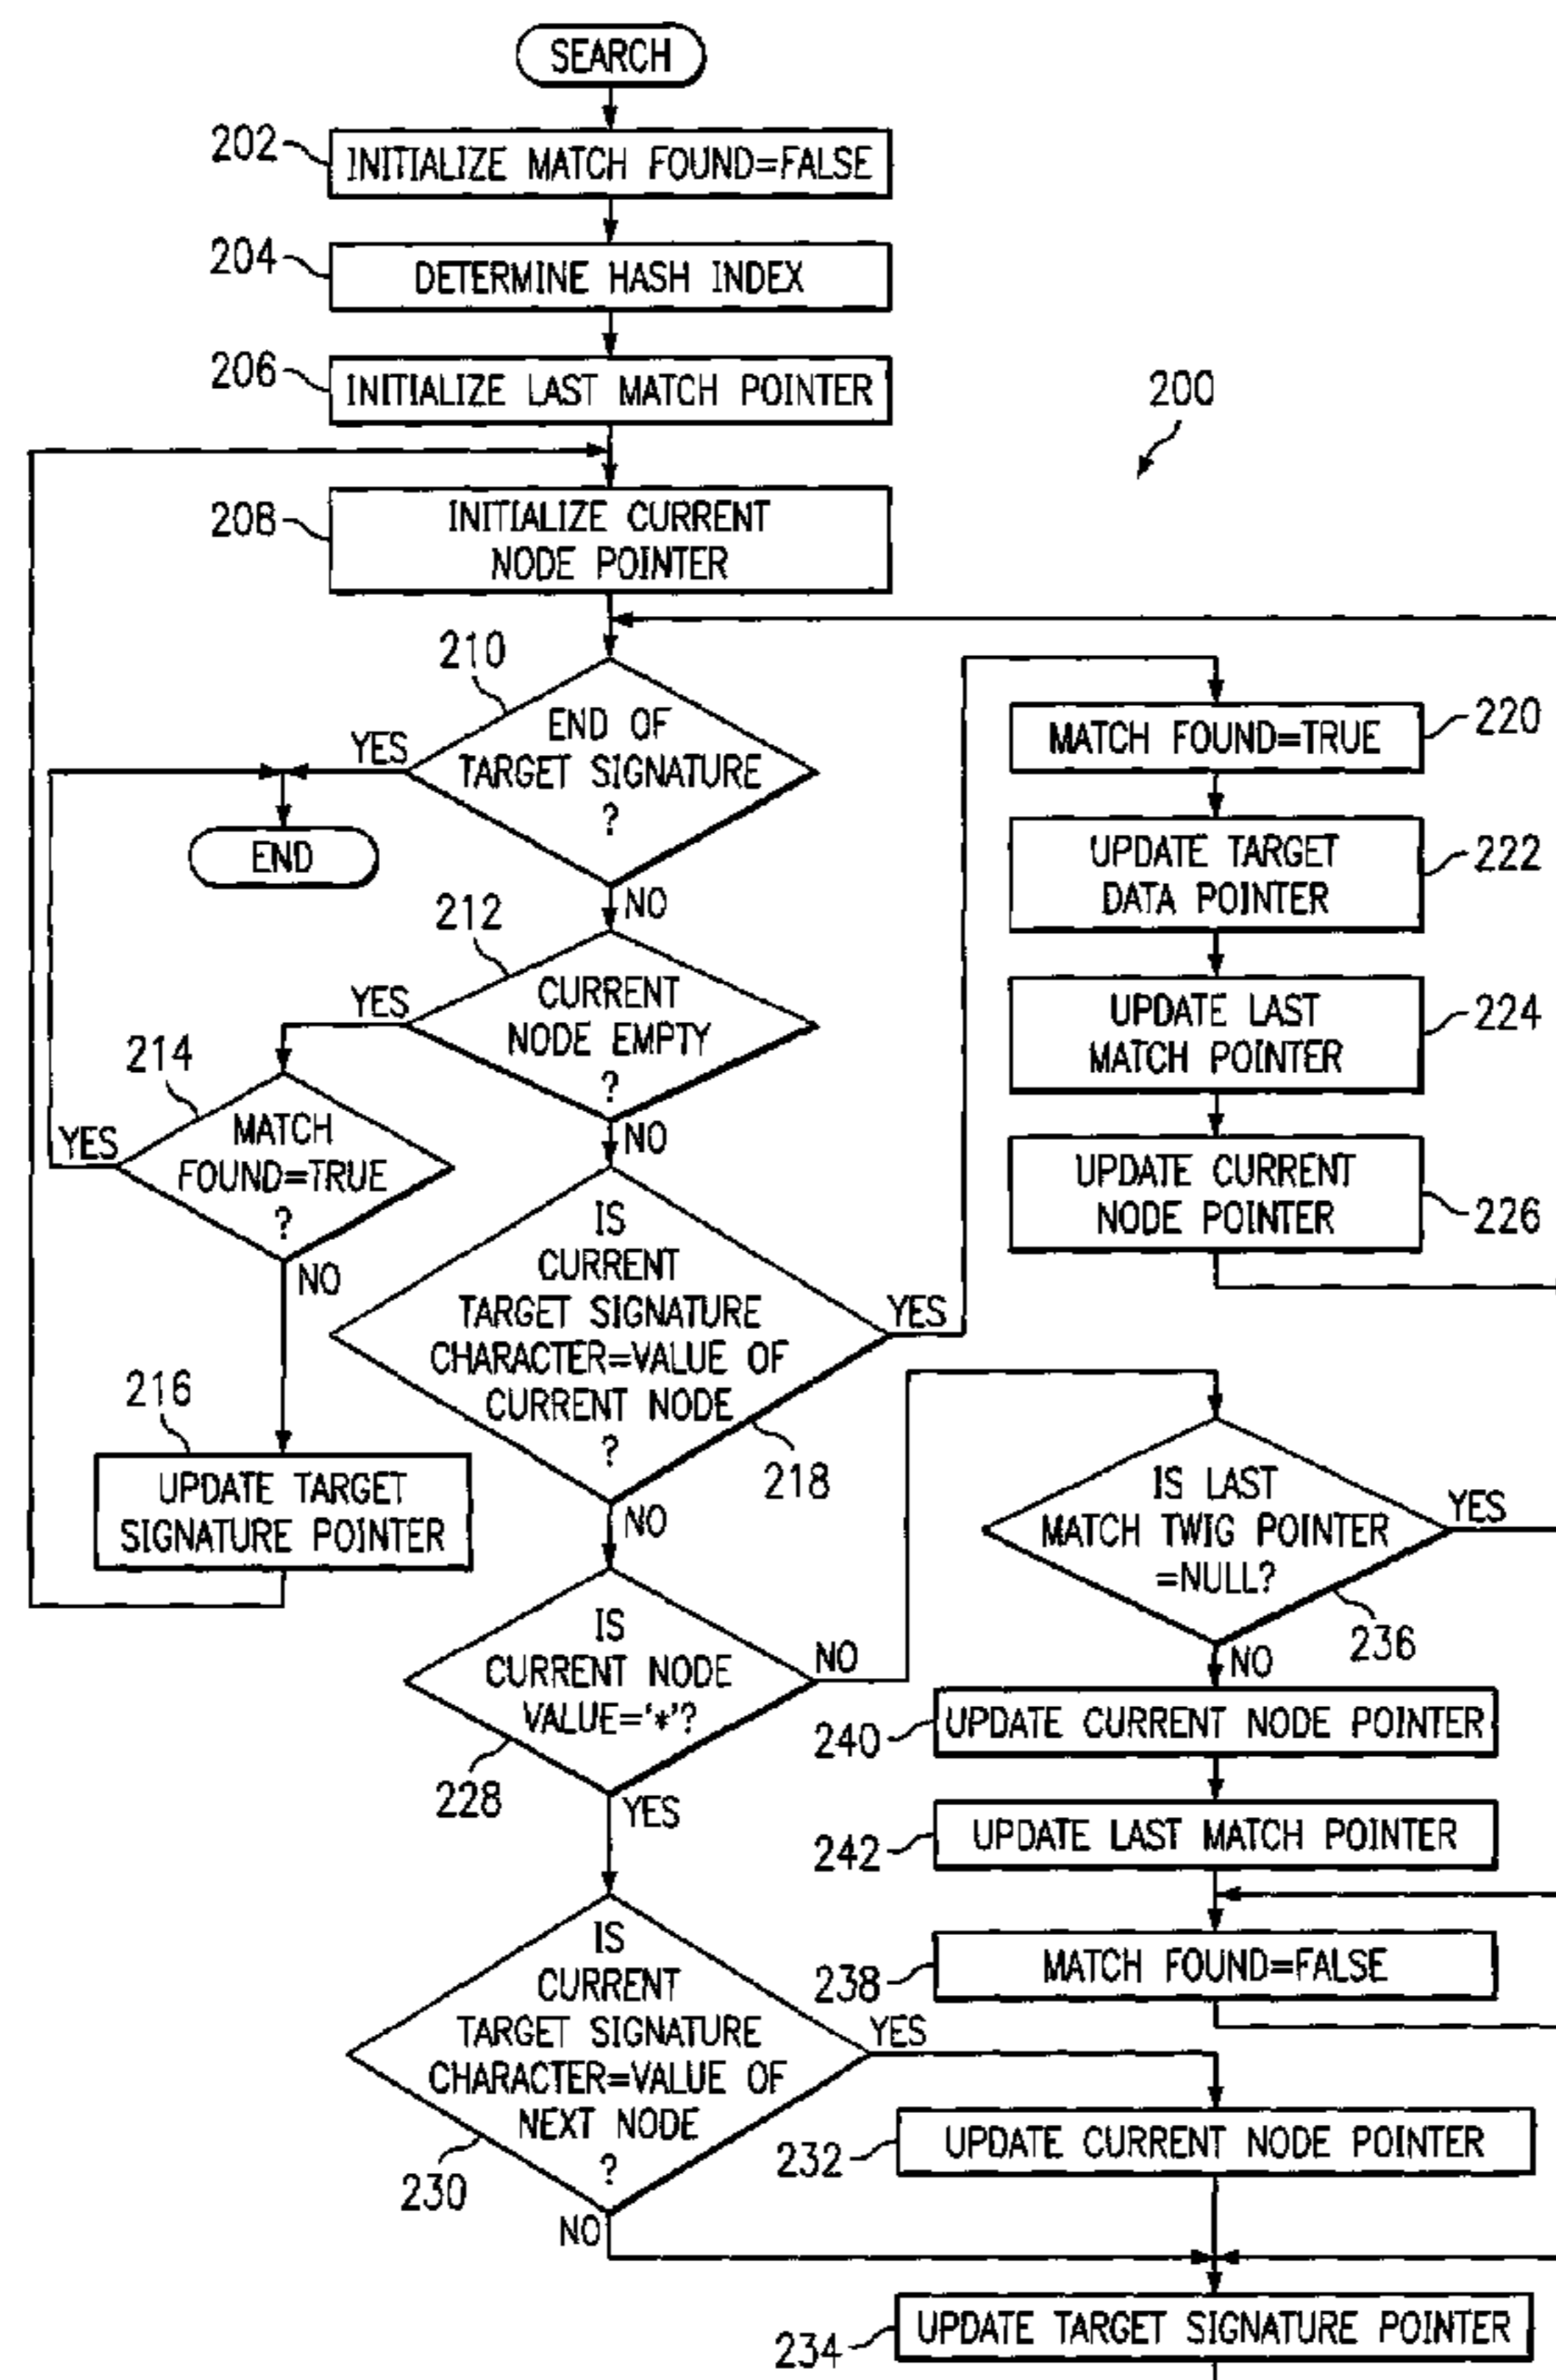 SEARCH
202
INITIALIZE MATCH FOUND=FALSE
204
DETERMINE HASH INDEX
206
INITIALIZE LAST MATCH POINTER
200
208
INITIALIZE CURRENT
NODE POINTER
210
END OF
TARGET SIGNATURE
?
YES
END
NO
212
CURRENT
NODE EMPTY
?
YES
NO
214
MATCH
FOUND=TRUE
?
YES
NO
216
UPDATE TARGET
SIGNATURE POINTER
IS
CURRENT
TARGET SIGNATURE
CHARACTER=VALUE OF
CURRENT NODE
?
218
YES
NO
MATCH FOUND=TRUE
220
UPDATE TARGET
DATA POINTER
222
UPDATE LAST
MATCH POINTER
224
UPDATE CURRENT
NODE POINTER
226
IS
CURRENT NODE
VALUE='*'?
228
NO
YES
IS LAST
MATCH TWIG POINTER
=NULL?
236
YES
NO
240
UPDATE CURRENT NODE POINTER
242
UPDATE LAST MATCH POINTER
238
MATCH FOUND=FALSE
IS
CURRENT
TARGET SIGNATURE
CHARACTER=VALUE OF
NEXT NODE
?
230
YES
NO
232
UPDATE CURRENT NODE POINTER
234
UPDATE TARGET SIGNATURE POINTER